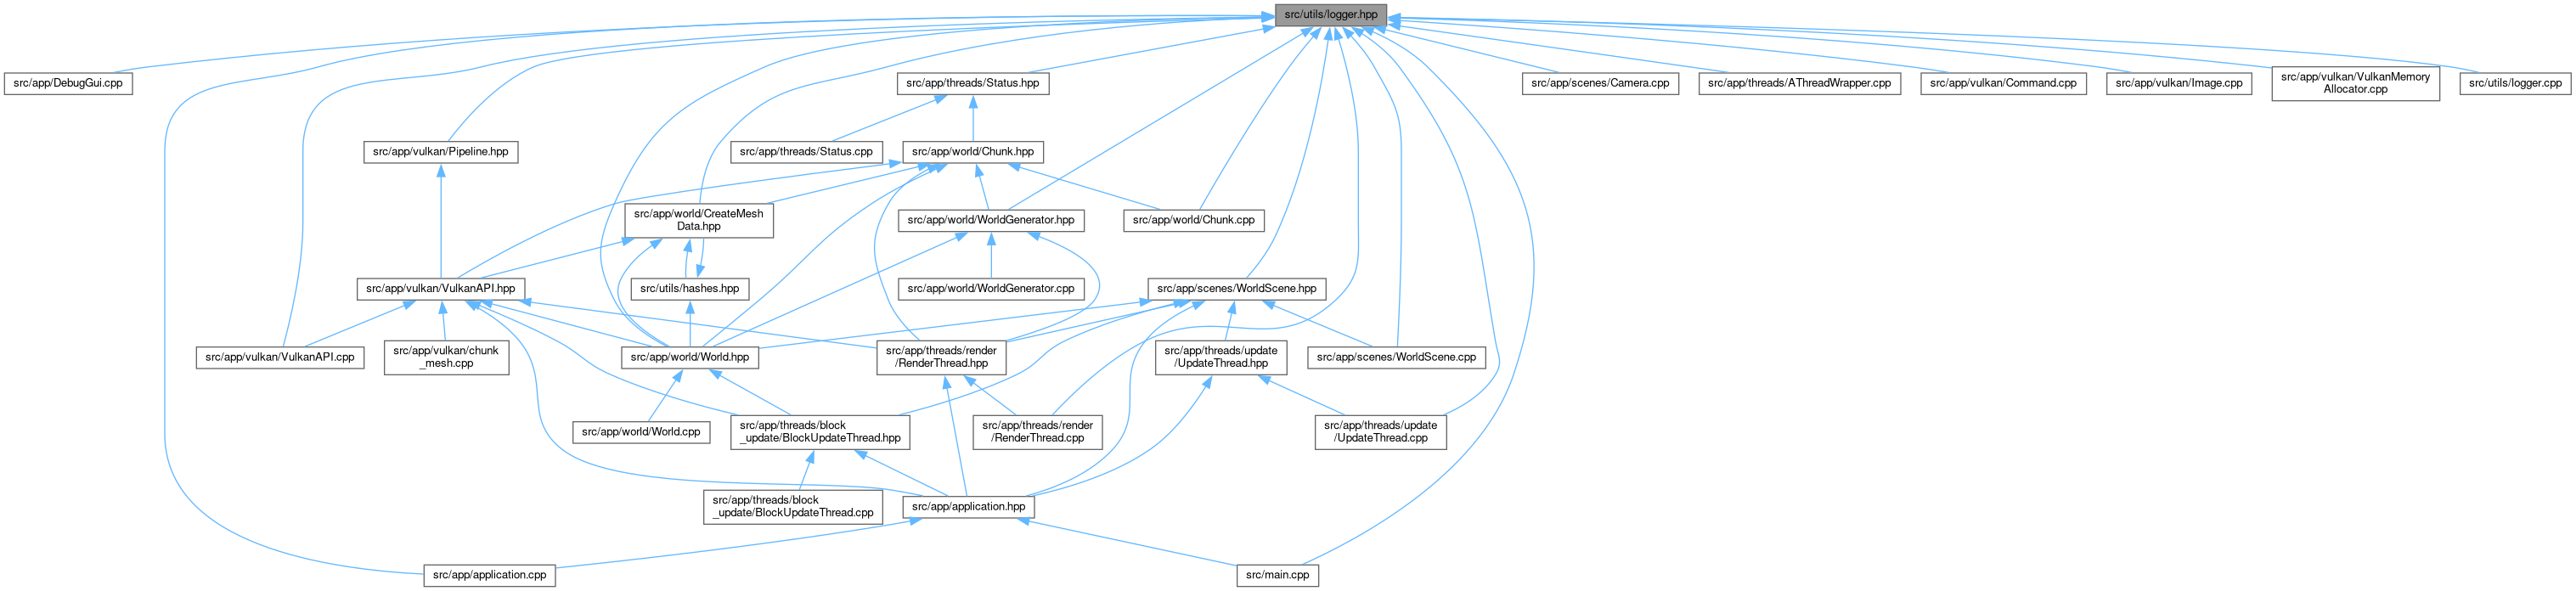 src/utils/logger.hpp
src/app/DebugGui.cpp
src/app/threads/Status.hpp
src/app/scenes/Camera.cpp
src/app/threads/AThreadWrapper.cpp
src/app/vulkan/Command.cpp
src/app/vulkan/Image.cpp
src/app/vulkan/VulkanMemory
Allocator.cpp
src/utils/logger.cpp
src/app/vulkan/Pipeline.hpp
src/app/threads/Status.cpp
src/app/world/Chunk.hpp
src/app/world/CreateMesh
Data.hpp
src/app/world/WorldGenerator.hpp
src/app/world/Chunk.cpp
src/app/vulkan/VulkanAPI.hpp
src/utils/hashes.hpp
src/app/world/WorldGenerator.cpp
src/app/scenes/WorldScene.hpp
src/app/vulkan/VulkanAPI.cpp
src/app/vulkan/chunk
_mesh.cpp
src/app/world/World.hpp
src/app/threads/render
/RenderThread.hpp
src/app/threads/update
/UpdateThread.hpp
src/app/scenes/WorldScene.cpp
src/app/world/World.cpp
src/app/threads/block
_update/BlockUpdateThread.hpp
src/app/threads/render
/RenderThread.cpp
src/app/threads/update
/UpdateThread.cpp
src/app/threads/block
_update/BlockUpdateThread.cpp
src/app/application.hpp
src/app/application.cpp
src/main.cpp